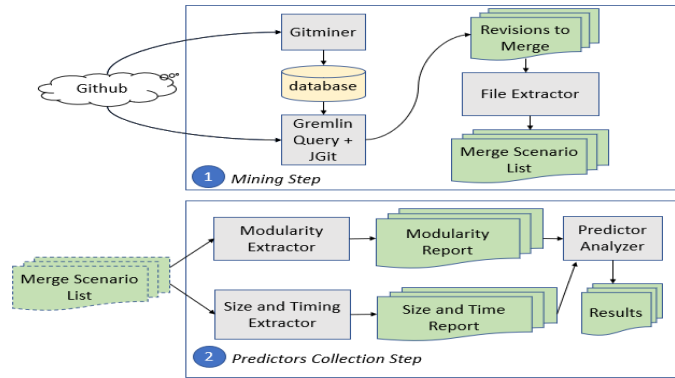 Gitminer
Github
database
Gremlin
Query +
JGit
Revisions to
Merge
File Extractor
Merge Scenario
List
1 Mining Step
Merge Scenario
List
Modularity
Extractor
Modularity
Report
Predictor
Analyzer
Size and Timing
Extractor
Size and Time
Report
Results
2 Predictors Collection Step